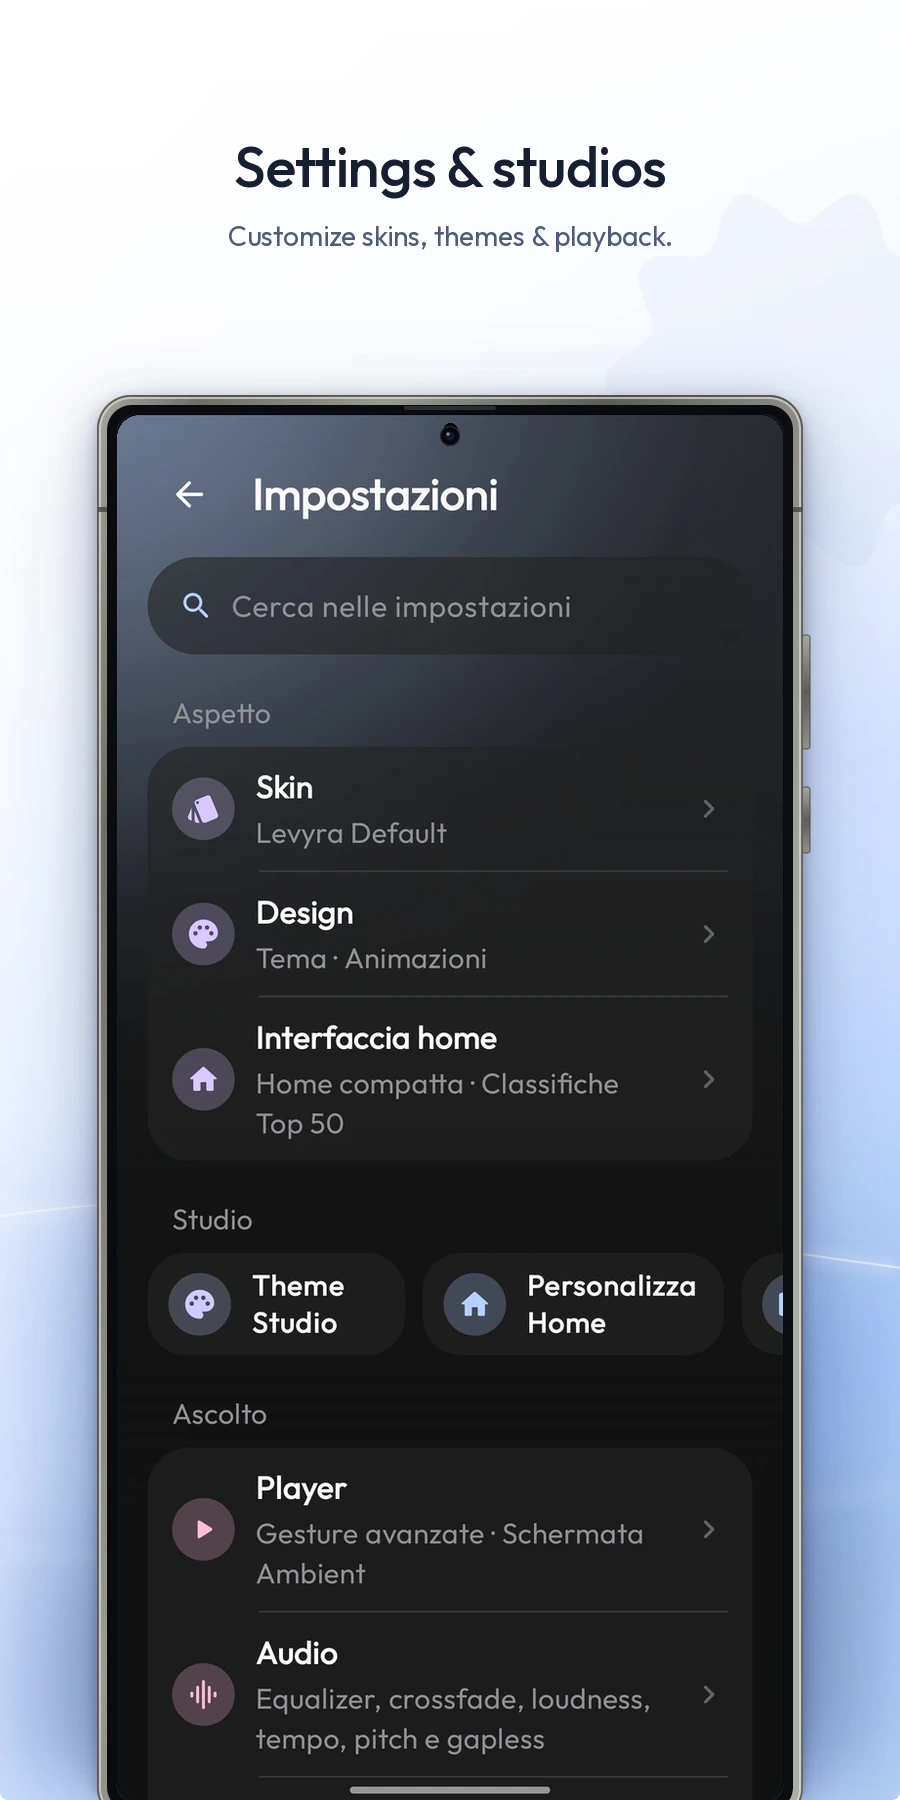 Settings & studios
Customize skins, themes & playback.
Impostazioni
Cerca nelle impostazioni
Aspetto
Skin
Levyra Default
Design
Tema · Animazioni
Interfaccia home
Home compatta · Classifiche
Top 50
Studio
Theme
Studio
Personalizza
Home
Ascolto
Player
Gesture avanzate · Schermata
Ambient
Audio
Equalizer, crossfade, loudness,
tempo, pitch e gapless